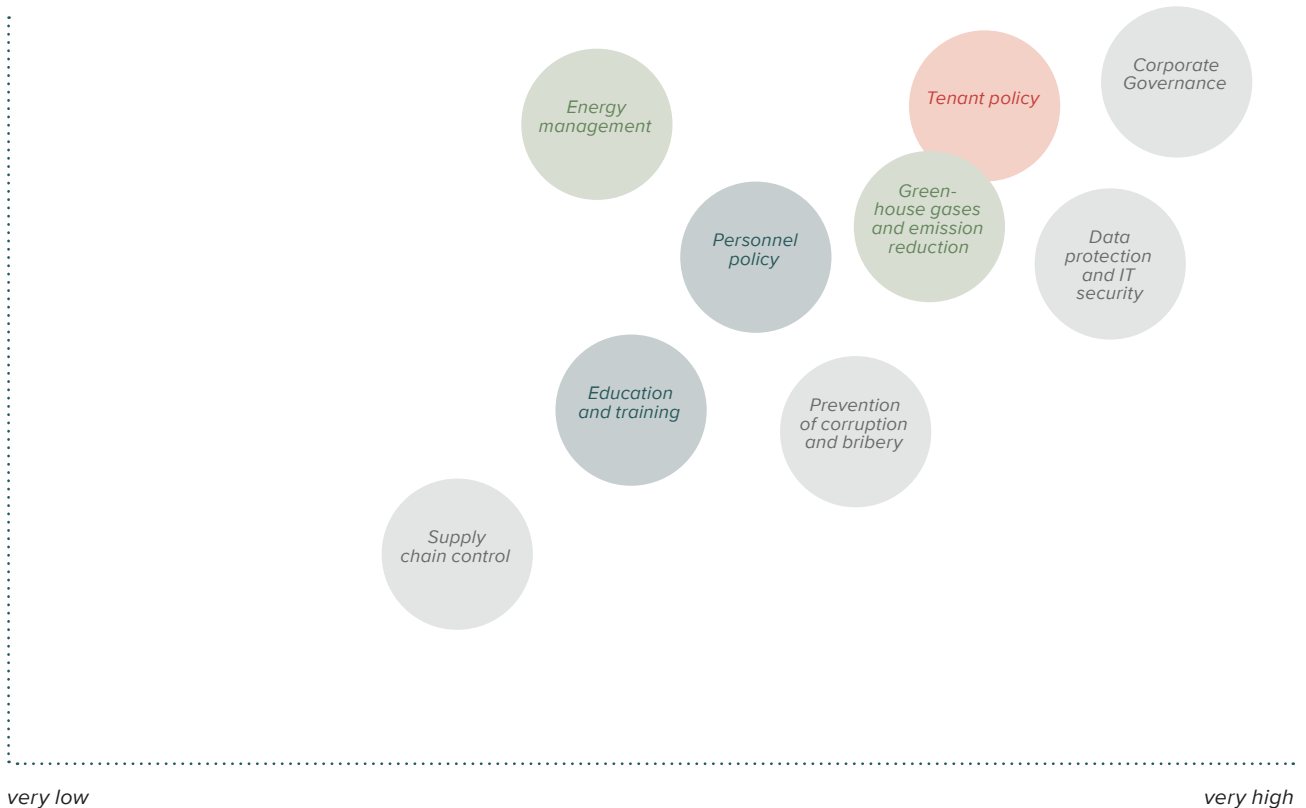 Corporate
Governance
Tenant policy
Energy
management
Green-
house gases
and emission
reduction
Personnel
policy
Data
protection
and IT
security
Education
and training
Prevention
of corruption
and bribery
Supply
chain control
very low
very high